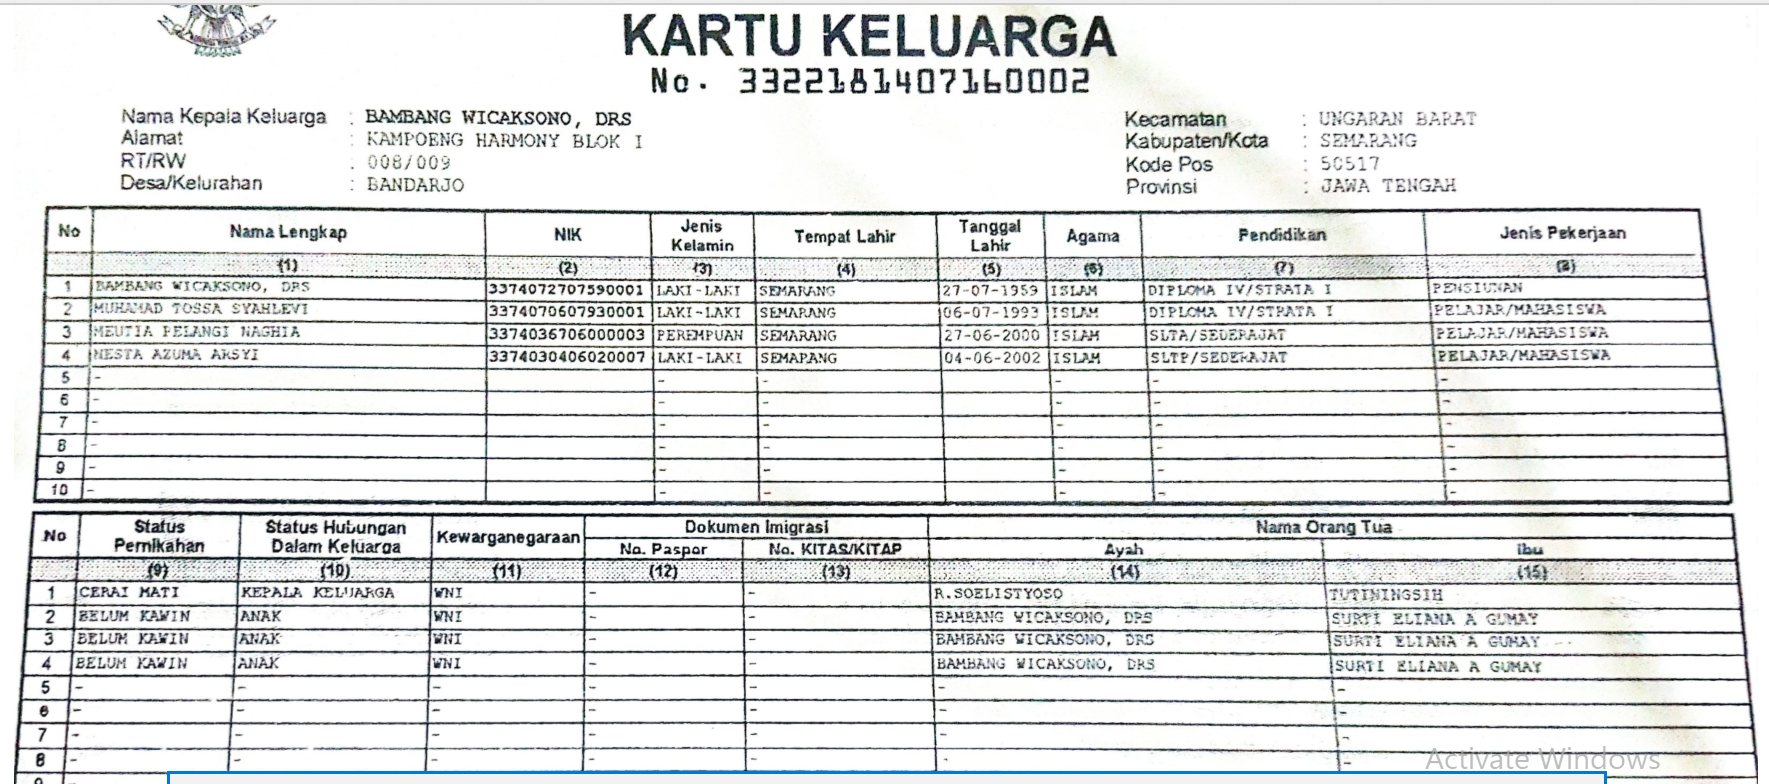 KARTU KELUARGA
No. 3322181407160002
Nama Kepala Keluarga : BAMBANG WICAKSONO, DRS
Alamat : KAMPOENG HARMONY BLOK I
RT/RW : 008/009
Desa/Kelurahan : BANDARJO
Kecamatan : UNGARAN BARAT
Kabupaten/Kota : SEMARANG
Kode Pos : 50517
Provinsi : JAWA TENGAH
No Nama Lengkap NIK Jenis Kelamin Tempat Lahir Tanggal Lahir Agama Pendidikan Jenis Pekerjaan
(1) (2) (3) (4) (5) (6) (7) (8)
1 BAMBANG WICAKSONO, DRS 3374072707590001 LAKI-LAKI SEMARANG 27-07-1959 ISLAM DIPLOMA IV/STRATA I PENSIUNAN
2 MUHAMAD TOSSA SYAHLEVI 3374070607930001 LAKI-LAKI SEMARANG 06-07-1993 ISLAM DIPLOMA IV/STRATA I PELAJAR/MAHASISWA
3 MEUTIA PELANGI NAGHIA 3374036706000003 PEREMPUAN SEMARANG 27-06-2000 ISLAM SLTA/SEDERAJAT PELAJAR/MAHASISWA
4 NESTA AZUMA ARSYI 3374030406020007 LAKI-LAKI SEMARANG 04-06-2002 ISLAM SLTP/SEDERAJAT PELAJAR/MAHASISWA
5 - - - - - -
6 - - - - - -
7 - - - - - -
8 - - - - - -
9 - - - - - -
10 - - - - - -
No Status Pernikahan Status Hubungan Dalam Keluarga Kewarganegaraan Dokumen Imigrasi Nama Orang Tua
No. Paspor No. KITAS/KITAP Ayah Ibu
(9) (10) (11) (12) (13) (14) (15)
1 CERAI MATI KEPALA KELUARGA WNI - - R.SOELISTYOSO TUTININGSIH
2 BELUM KAWIN ANAK WNI - - BAMBANG WICAKSONO, DRS SURTI ELIANA A GUMAY
3 BELUM KAWIN ANAK WNI - - BAMBANG WICAKSONO, DRS SURTI ELIANA A GUMAY
4 BELUM KAWIN ANAK WNI - - BAMBANG WICAKSONO, DRS SURTI ELIANA A GUMAY
5 - - - - - - -
6 - - - - - - -
7 - - - - - - -
8 - - - - - - -
9 -
Activate Windows